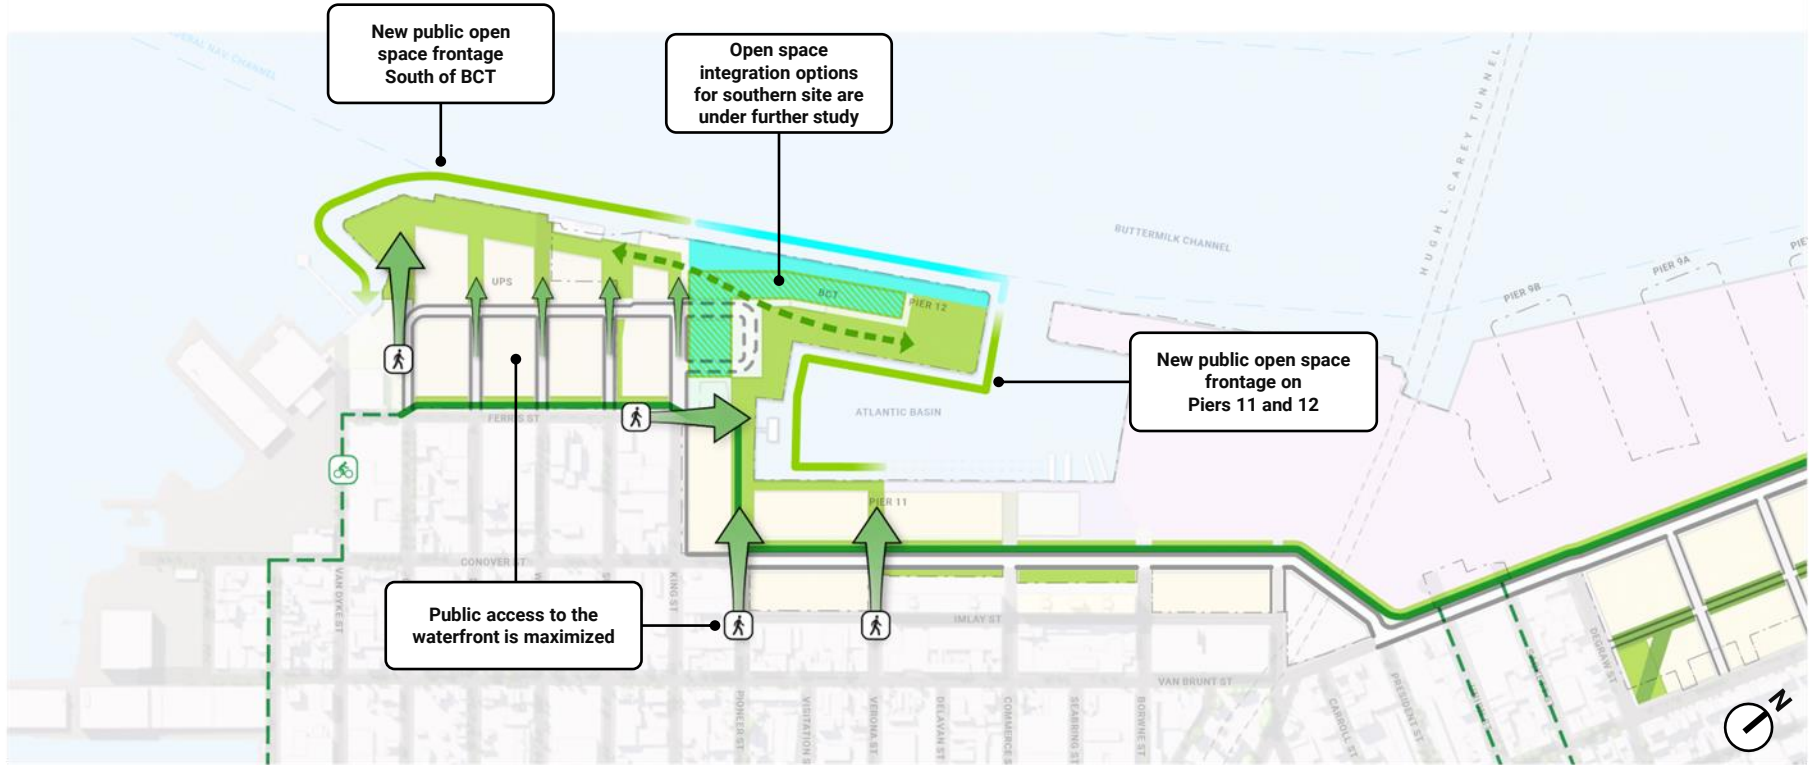 New public open
space frontage
South of BCT
Open space
integration options
for southern site are
under further study
NAV CHANNEL
HUGH L. CAREY TUNNEL
BUTTERMILK CHANNEL
PIER 9A
PIER 9B
UPS
BCT
PIER 12
New public open space
frontage on
Piers 11 and 12
ATLANTIC BASIN
FERRIS ST
PIER 11
CONOVER ST
VAN DYKE ST
KING ST
Public access to the
waterfront is maximized
IMLAY ST
VAN BRUNT ST
DEGRAW ST
PIONEER ST
VISITATION
VERONA ST
DELAVAN ST
COMMERCE
SEABRING ST
BORWNE ST
CARROLL ST
PRESIDENT ST
N